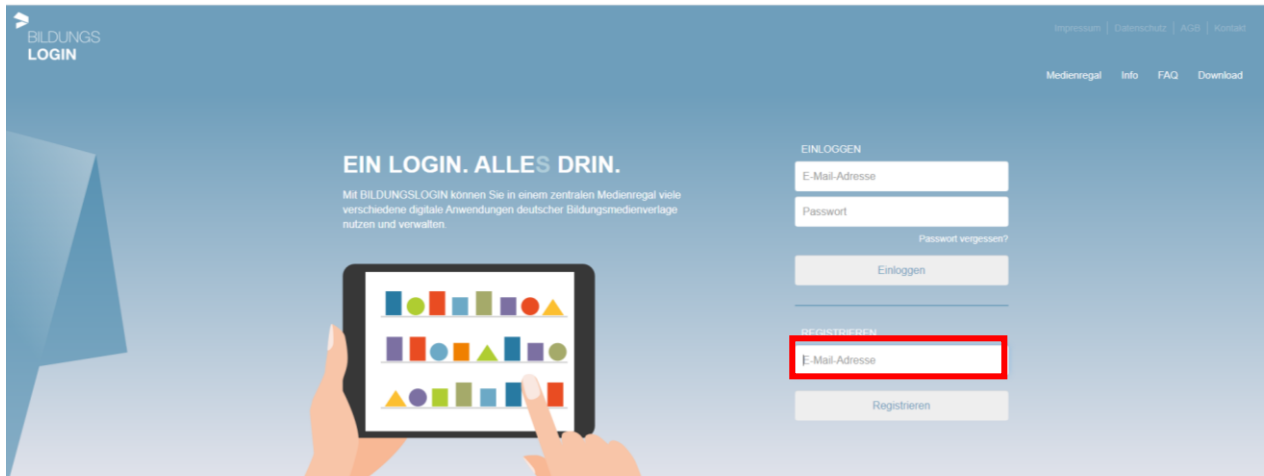 BILDUNGS
LOGIN
Impressum | Datenschutz | AGB | Kontakt
Medienregal Info FAQ Download
EIN LOGIN. ALLES DRIN.
Mit BILDUNGSLOGIN können Sie in einem zentralen Medienregal viele
verschiedene digitale Anwendungen deutscher Bildungsmedienverlage
nutzen und verwalten.
EINLOGGEN
E-Mail-Adresse
Passwort
Passwort vergessen?
Einloggen
REGISTRIEREN
E-Mail-Adresse
Registrieren